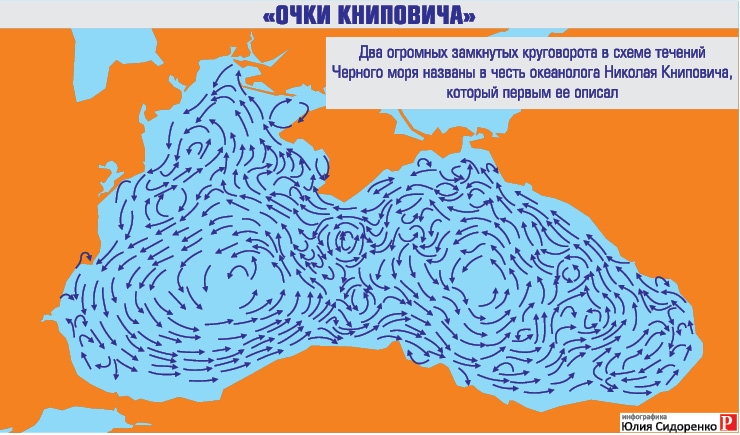 «ОЧКИ КНИПОВИЧА»
Два огромных замкнутых круговорота в схеме течений
Черного моря названы в честь океанолога Николая Книповича,
который первым ее описал
инфографика
Юлия Сидоренко Р